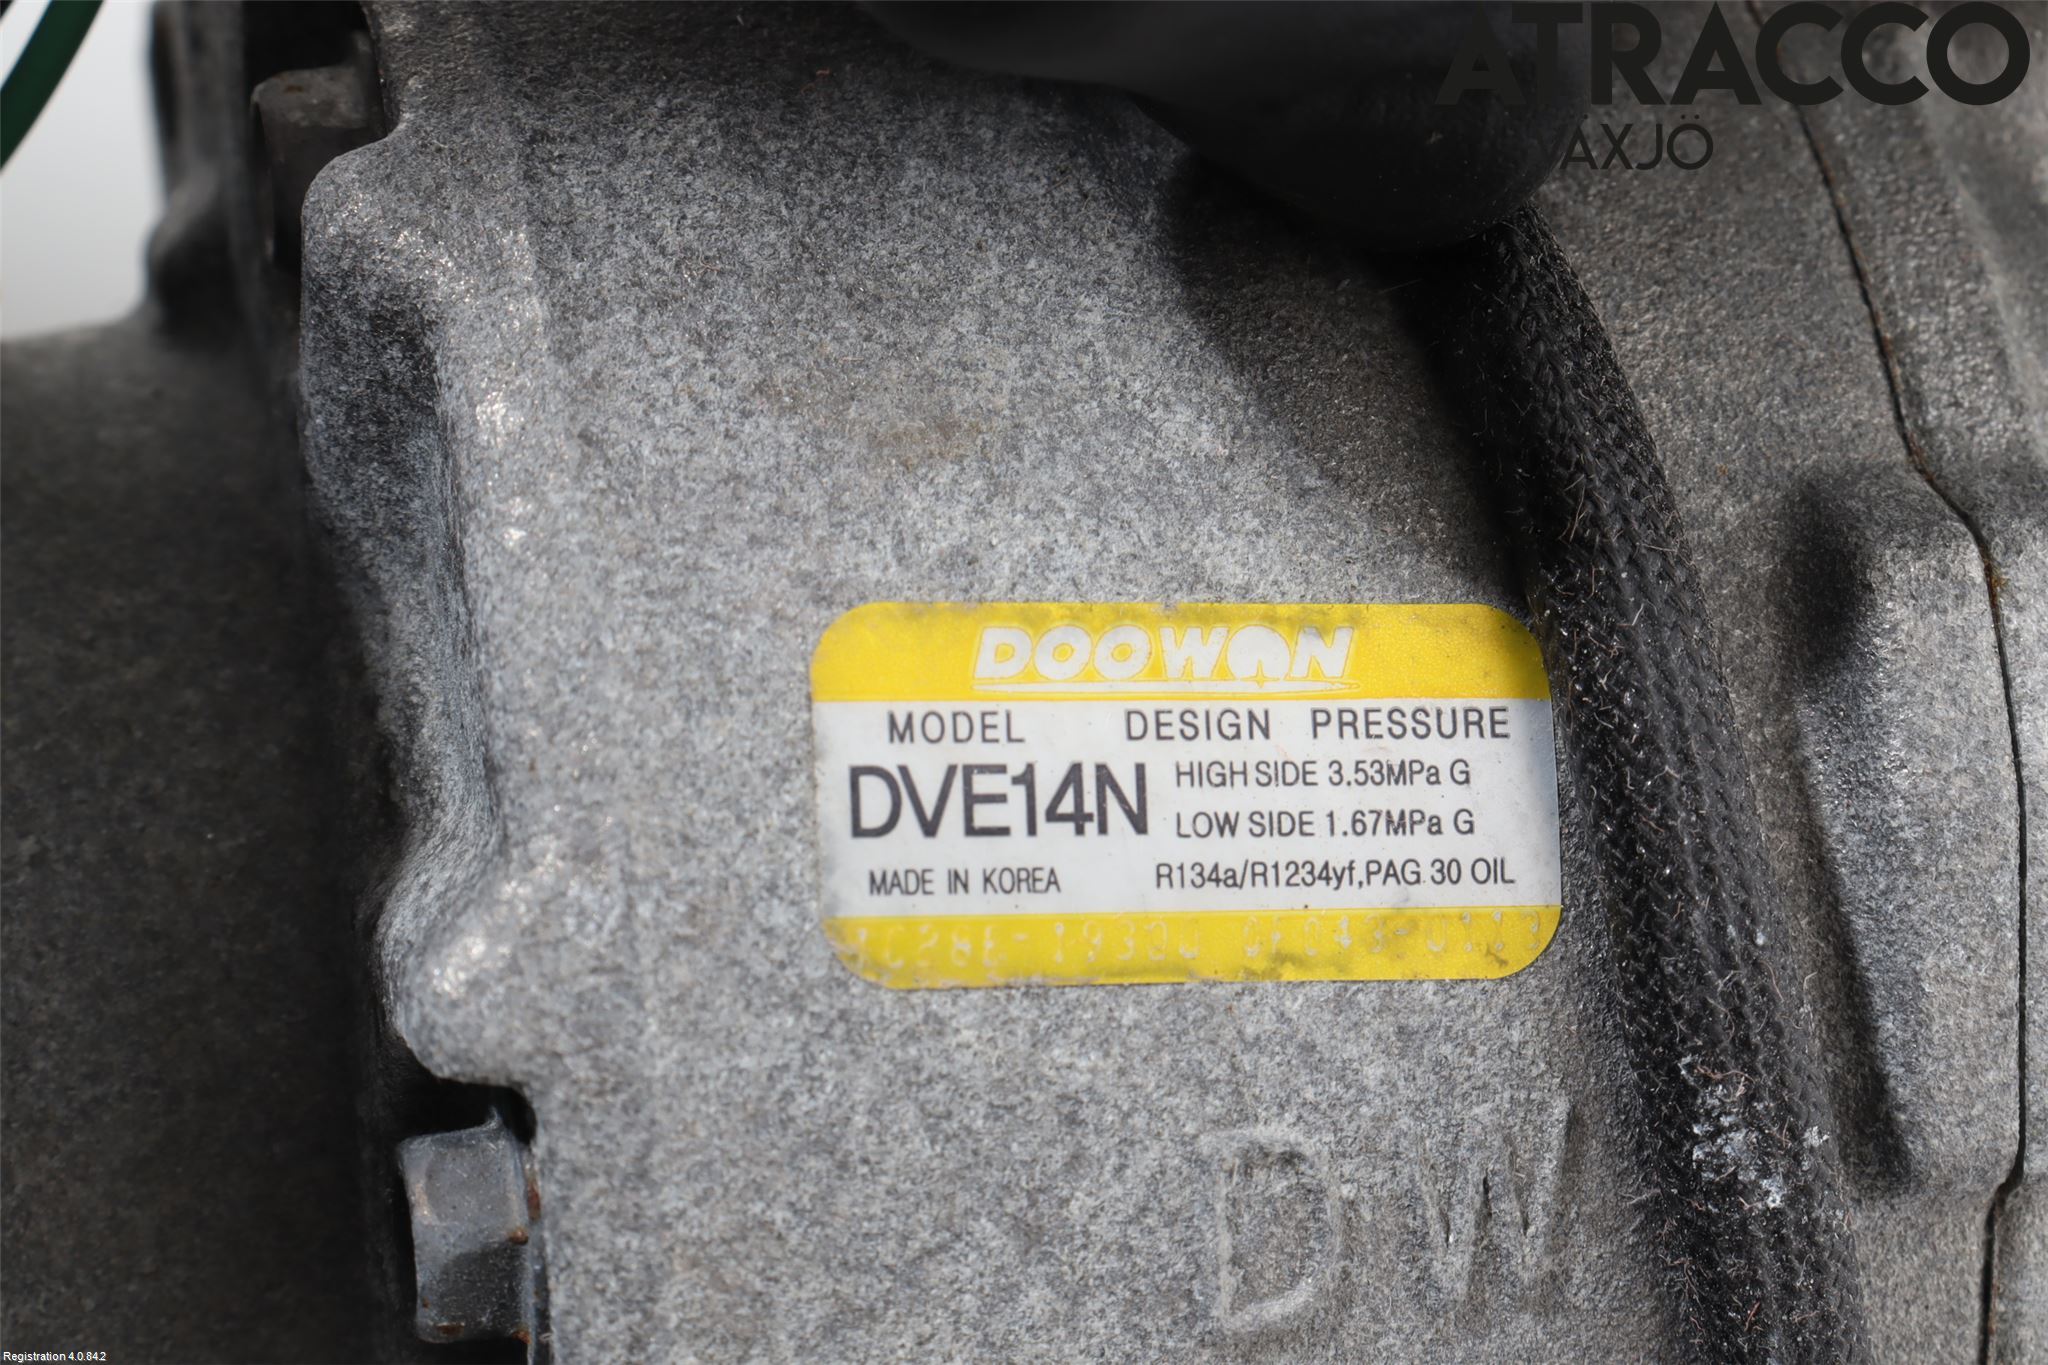 ATRACCO
VÄXJÖ
DOOWON
MODEL DESIGN PRESSURE
DVE14N HIGH SIDE 3.53MPa G
LOW SIDE 1.67MPa G
MADE IN KOREA R134a/R1234yf,PAG 30 OIL
DW
Registration 4.0.84.2